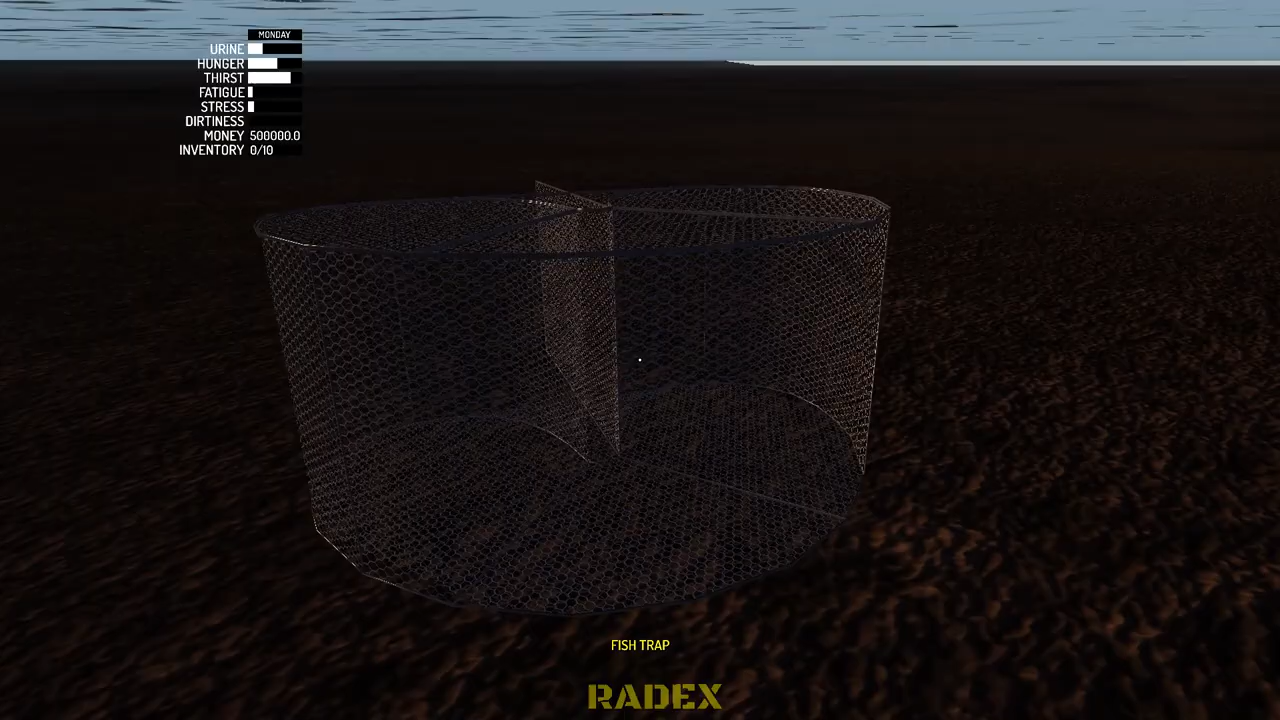 MONDAY
URINE
HUNGER
THIRST
FATIGUE
STRESS
DIRTINESS
MONEY 500000.0
INVENTORY 0/10
FISH TRAP
RADEX